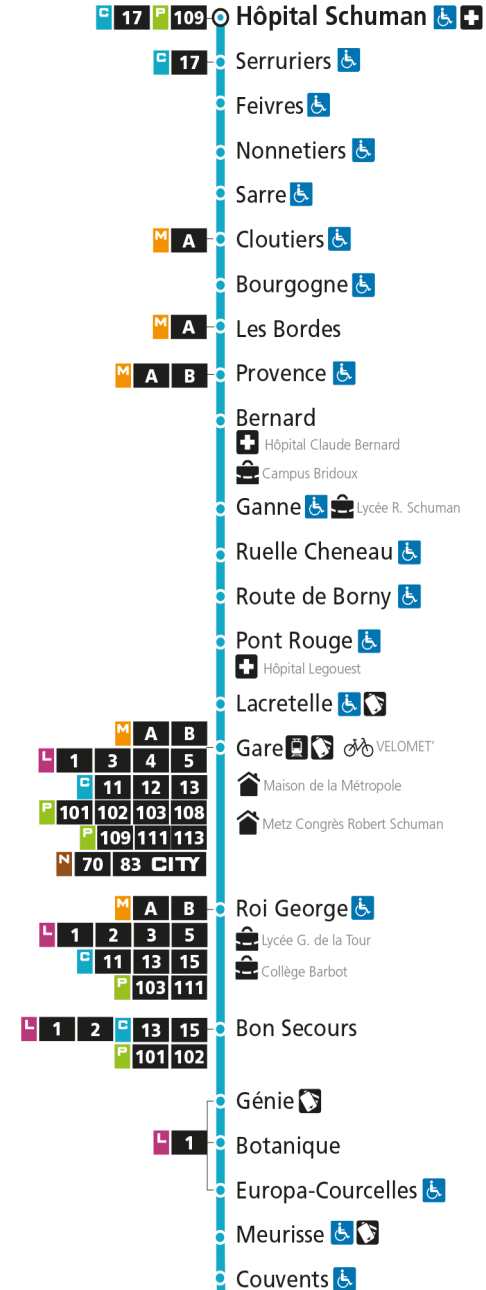 C 17 P 109 Hôpital Schuman
C 17 Serruriers
Feivres
Nonnetiers
Sarre
M A Cloutiers
Bourgogne
M A Les Bordes
M A B Provence
Bernard
Hôpital Claude Bernard
Campus Bridoux
Ganne Lycée R. Schuman
Ruelle Cheneau
Route de Borny
Pont Rouge
Hôpital Legouest
Lacretelle
M A B
L 1 3 4 5
C 11 12 13
P 101 102 103 108
P 109 111 113
N 70 83 CITY
Gare VELOMET'
Maison de la Métropole
Metz Congrès Robert Schuman
M A B
L 1 2 3 5
C 11 13 15
P 103 111
Roi George
Lycée G. de la Tour
Collège Barbot
L 1 2 C 13 15
P 101 102
Bon Secours
Génie
L 1 Botanique
Europa-Courcelles
Meurisse
Couvents